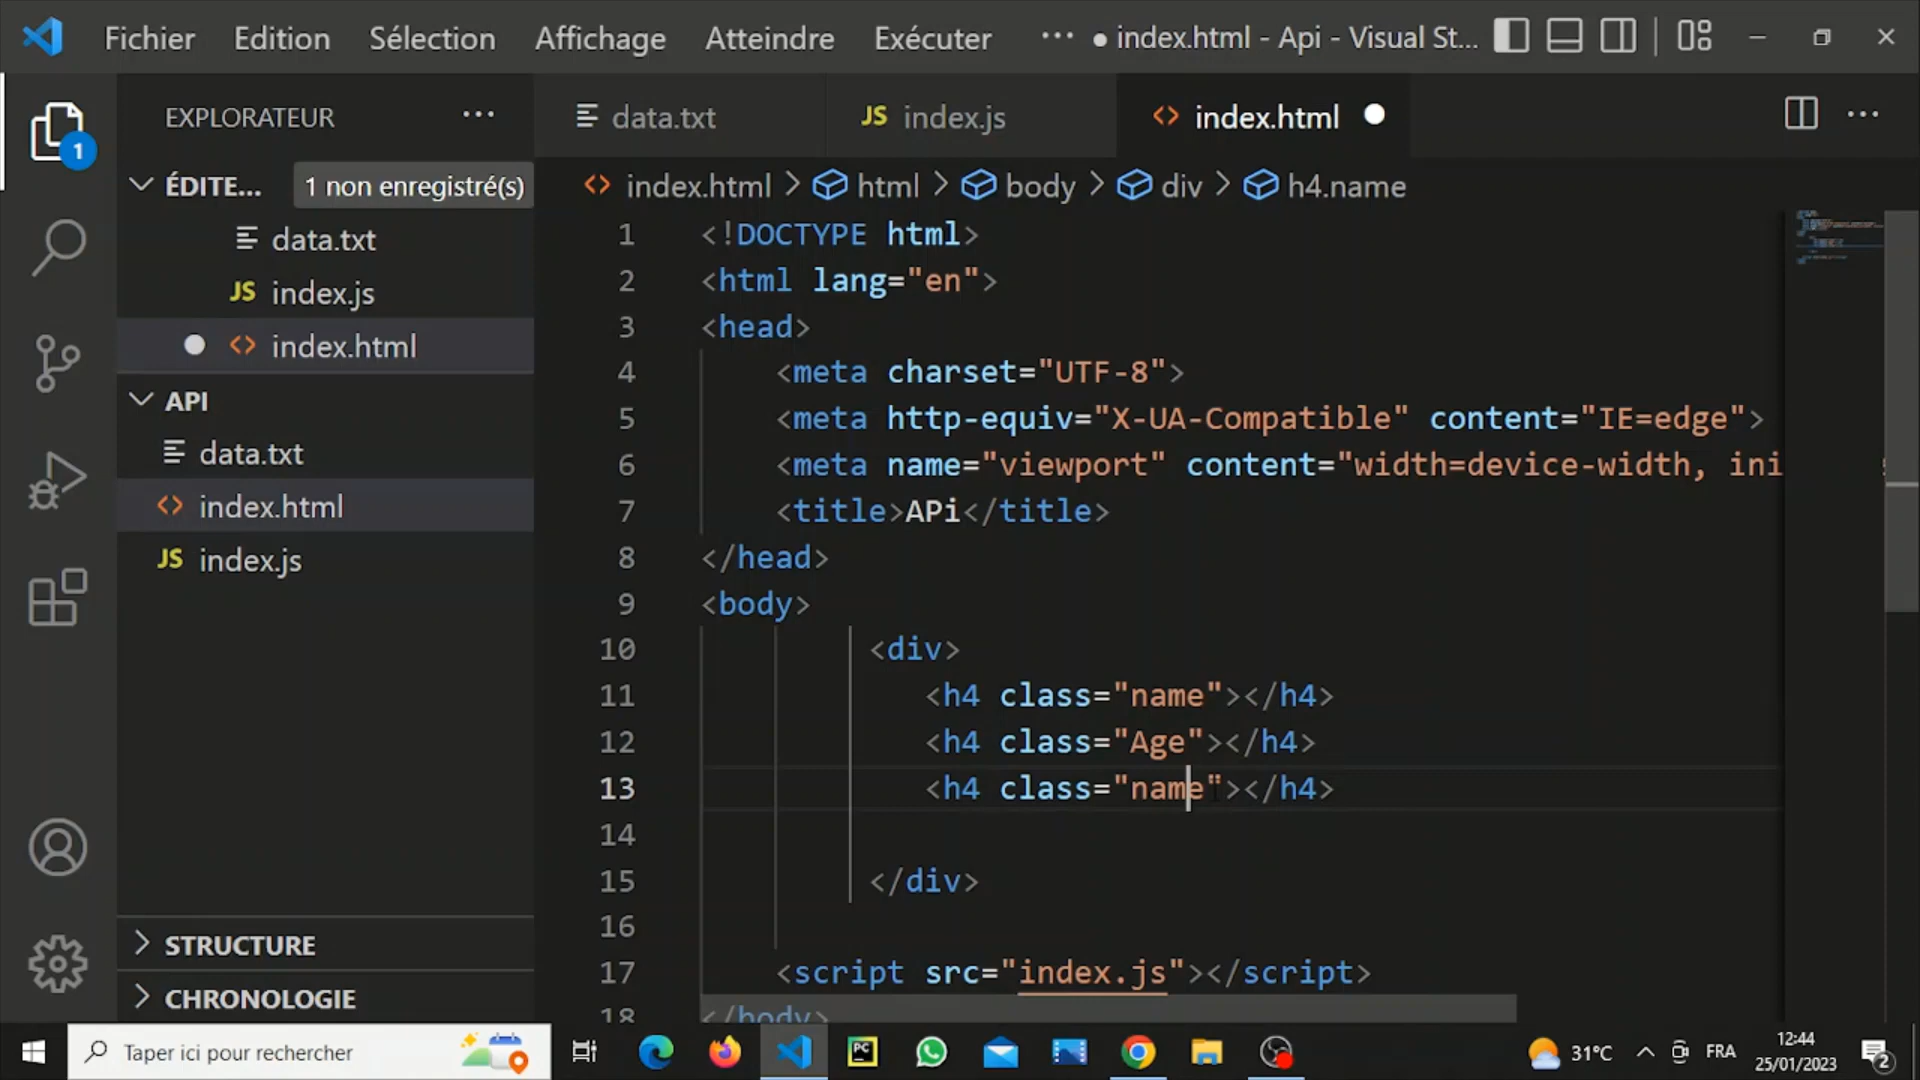 Fichier Edition Sélection Affichage Atteindre Exécuter ··· ● index.html - Api - Visual St...
EXPLORATEUR ···
data.txt
JS index.js
<> index.html ●
ÉDITE... 1 non enregistré(s)
<> index.html > html > body > div > h4.name
data.txt
JS index.js
<> index.html
API
data.txt
<> index.html
JS index.js
STRUCTURE
CHRONOLOGIE
1
1 <!DOCTYPE html>
2 <html lang="en">
3 <head>
4 <meta charset="UTF-8">
5 <meta http-equiv="X-UA-Compatible" content="IE=edge">
6 <meta name="viewport" content="width=device-width, ini
7 <title>APi</title>
8 </head>
9 <body>
10 <div>
11 <h4 class="name"></h4>
12 <h4 class="Age"></h4>
13 <h4 class="name"></h4>
14
15 </div>
16
17 <script src="index.js"></script>
18 </body>
Taper ici pour rechercher
PC
31°C
FRA
12:44
25/01/2023
2